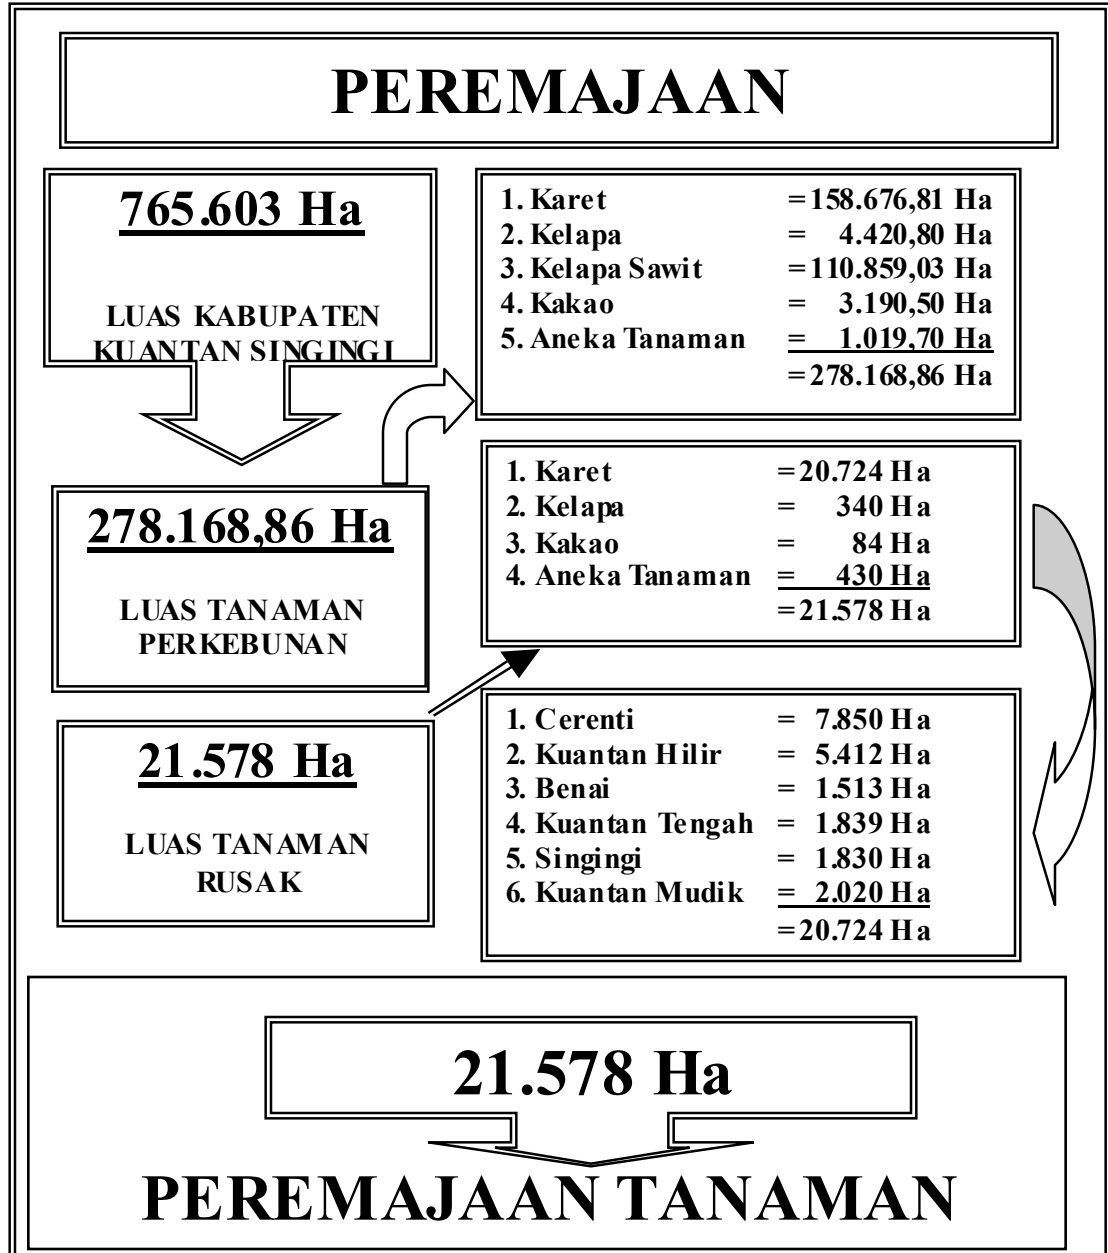 PEREMAJAAN
765.603 Ha
LUAS KABUPATEN
KUANTAN SINGINGI
1. Karet =158.676,81 Ha
2. Kelapa = 4.420,80 Ha
3. Kelapa Sawit =110.859,03 Ha
4. Kakao = 3.190,50 Ha
5. Aneka Tanaman = 1.019,70 Ha
=278.168,86 Ha
278.168,86 Ha
LUAS TANAMAN
PERKEBUNAN
1. Karet =20.724 Ha
2. Kelapa = 340 Ha
3. Kakao = 84 Ha
4. Aneka Tanaman = 430 Ha
=21.578 Ha
21.578 Ha
LUAS TANAMAN
RUSAK
1. Cerenti = 7.850 Ha
2. Kuantan Hilir = 5.412 Ha
3. Benai = 1.513 Ha
4. Kuantan Tengah = 1.839 Ha
5. Singingi = 1.830 Ha
6. Kuantan Mudik = 2.020 Ha
=20.724 Ha
21.578 Ha
PEREMAJAAN TANAMAN